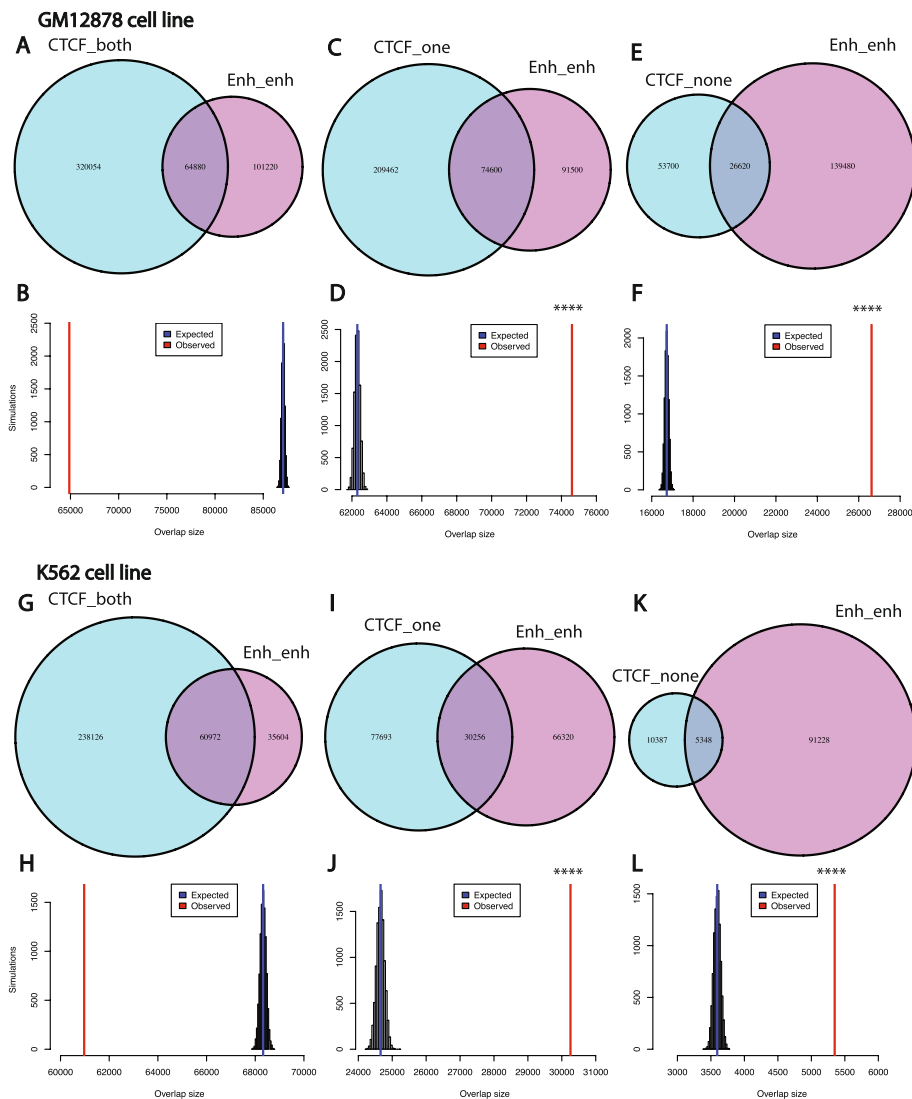 GM12878 cell line
A
CTCF_both
Enh_enh
320054
64880
101220
C
CTCF_one
Enh_enh
209462
74600
91500
E
CTCF_none
Enh_enh
53700
26620
139480
B
Simulations
0 500 1000 1500 2000 2500
Expected
Observed
65000 70000 75000 80000 85000
Overlap size
D
****
0 500 1000 1500 2000 2500
Expected
Observed
62000 64000 66000 68000 70000 72000 74000 76000
Overlap size
F
****
0 500 1000 1500 2000
Expected
Observed
16000 18000 20000 22000 24000 26000 28000
Overlap size
K562 cell line
G
CTCF_both
Enh_enh
238126
60972
35604
I
CTCF_one
Enh_enh
77693
30256
66320
K
CTCF_none
Enh_enh
10387
5348
91228
H
Simulations
0 500 1000 1500
Expected
Observed
60000 62000 64000 66000 68000 70000
Overlap size
J
****
0 500 1000 1500
Expected
Observed
24000 25000 26000 27000 28000 29000 30000 31000
Overlap size
L
****
0 500 1000 1500
Expected
Observed
3000 3500 4000 4500 5000 5500 6000
Overlap size